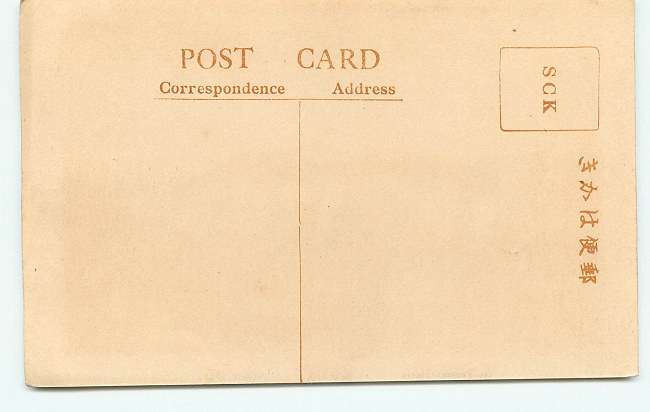 POST CARD
Correspondence Address
SCK
郵便はかき